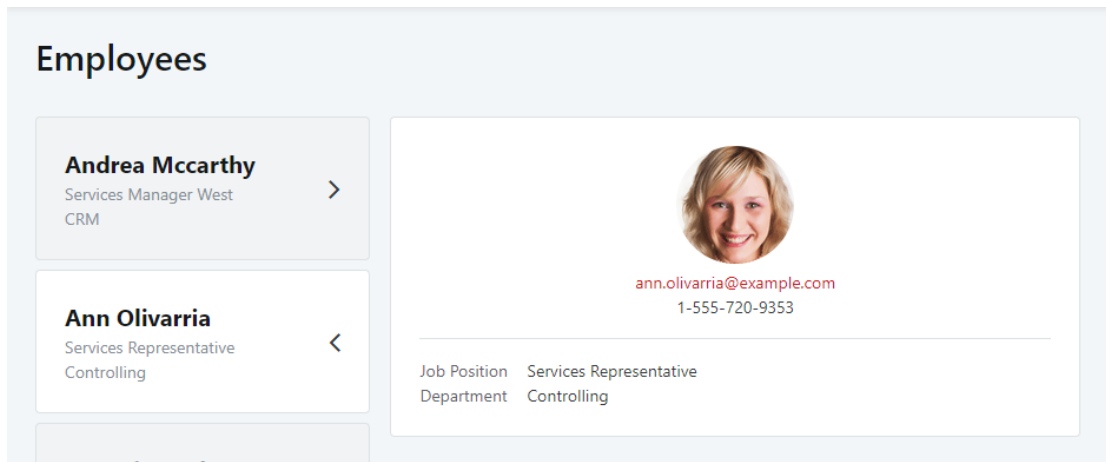 Employees
Andrea Mccarthy
Services Manager West
CRM
Ann Olivarria
Services Representative
Controlling
ann.olivarria@example.com
1-555-720-9353
Job Position Services Representative
Department Controlling